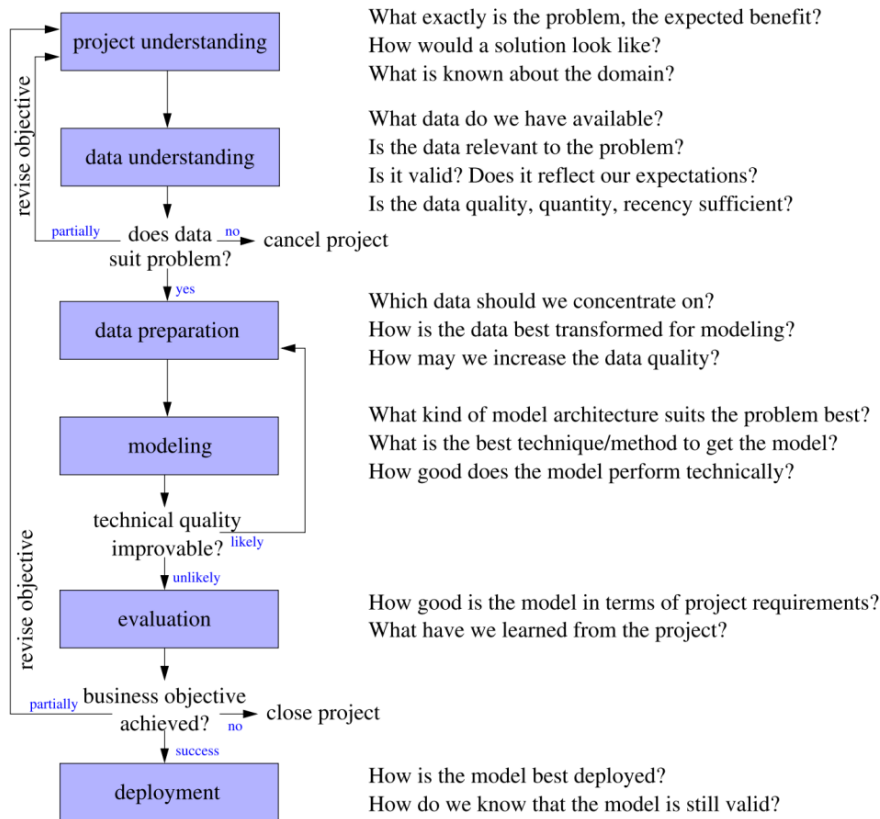 project understanding
What exactly is the problem, the expected benefit?
How would a solution look like?
What is known about the domain?
revise objective
data understanding
What data do we have available?
Is the data relevant to the problem?
Is it valid? Does it reflect our expectations?
Is the data quality, quantity, recency sufficient?
partially
does data
suit problem?
no
cancel project
yes
data preparation
Which data should we concentrate on?
How is the data best transformed for modeling?
How may we increase the data quality?
modeling
What kind of model architecture suits the problem best?
What is the best technique/method to get the model?
How good does the model perform technically?
technical quality
improvable?
likely
unlikely
revise objective
evaluation
How good is the model in terms of project requirements?
What have we learned from the project?
partially
business objective
achieved?
no
close project
success
deployment
How is the model best deployed?
How do we know that the model is still valid?